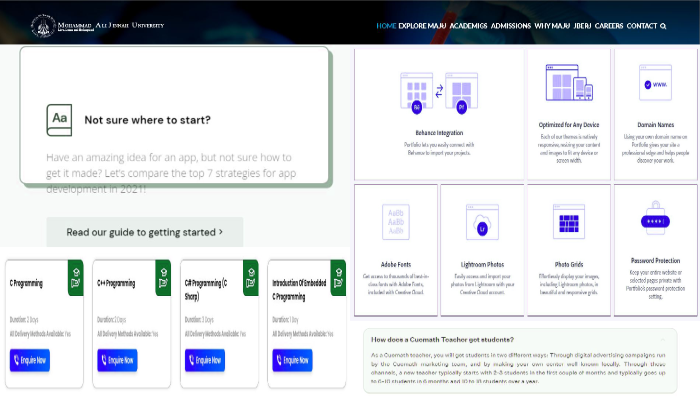 MOHAMMAD ALI JINNAH UNIVERSITY
HOME EXPLORE MAJU ACADEMICS ADMISSIONS WHY MAJU JBERJ CAREERS CONTACT
Aa
Not sure where to start?
Have an amazing idea for an app, but not sure how to
get it made? Let's compare the top 7 strategies for app
development in 2021!
Read our guide to getting started >
C Programming
Duration: 2 Days
All Delivery Methods Available: Yes
Enquire Now
C++ Programming
Duration: 2 Days
All Delivery Methods Available: Yes
Enquire Now
C# Programming (C
Sharp)
Duration: 3 Days
All Delivery Methods Available: Yes
Enquire Now
Introduction Of Embedded
C Programming
Duration: 1 Day
All Delivery Methods Available: Yes
Enquire Now
Behance Integration
Portfolio lets you easily connect with
Behance to import your projects.
Optimized for Any Device
Each of our themes is natively
responsive, resizing your content
and images to fit any device or
screen width.
www.
Domain Names
Using your own domain name on
Portfolio gives your site a
professional edge and helps people
discover your work.
AaBb
AaBb
AaBb
Adobe Fonts
Get access to thousands of best-in-
class fonts with Adobe Fonts,
included with Creative Cloud.
Lr
Lightroom Photos
Easily access and import your
photos from Lightroom with your
Creative Cloud account.
Photo Grids
Effortlessly display your images,
including Lightroom photos, in
beautiful and responsive grids.
Password Protection
Keep your entire website or
selected pages private with
Portfolio's password protection
setting.
How does a Cuemath Teacher get students?
As a Cuemath teacher, you will get students in two different ways: Through digital advertising campaigns run
by the Cuemath marketing team, and by making your own center well known locally. Through these
channels, a new teacher typically starts with 2-3 students in the first couple of months and typically goes up
to 6-10 students in 6 months and 10 to 18 students over a year.